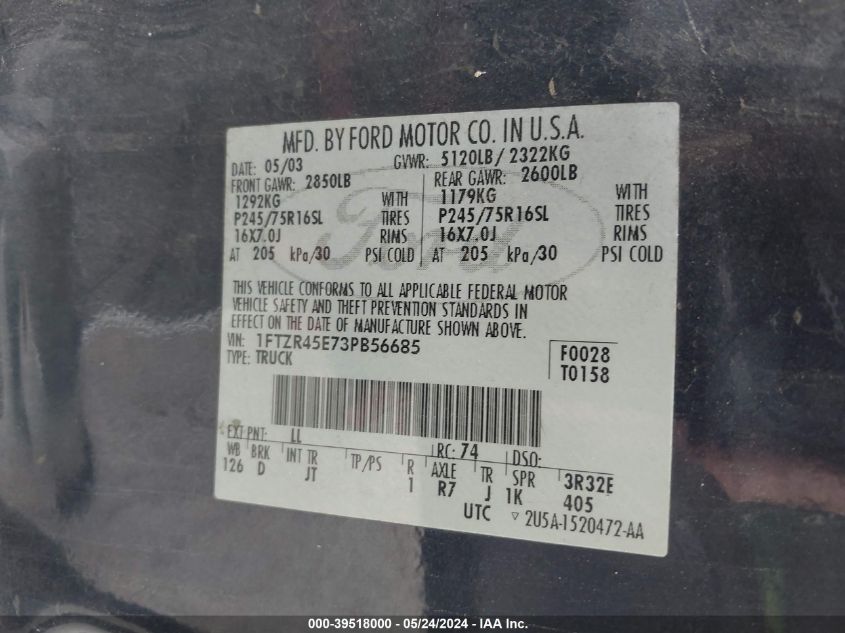 MFD. BY FORD MOTOR CO. IN U.S.A.
DATE: 05/03 GVWR: 5120LB/ 2322KG
FRONT GAWR: 2850LB REAR GAWR: 2600LB
1292KG WITH 1179KG WITH
P245/75R16SL TIRES P245/75R16SL TIRES
16X7.0J RIMS 16X7.0J RIMS
AT 205 kPa/30 PSI COLD AT 205 kPa/30 PSI COLD
Ford
THIS VEHICLE CONFORMS TO ALL APPLICABLE FEDERAL MOTOR
VEHICLE SAFETY AND THEFT PREVENTION STANDARDS IN
EFFECT ON THE DATE OF MANUFACTURE SHOWN ABOVE.
VIN: 1FTZR45E73PB56685 F0028
TYPE: TRUCK T0158
EXT PNT: LL RC: 74 DSO:
WB BRK INT TR TP/PS R AXLE TR SPR 3R32E
126 D JT 1 R7 J 1K 405
UTC ▽ 2U5A-1520472-AA
000-39518000 - 05/24/2024 - IAA Inc.